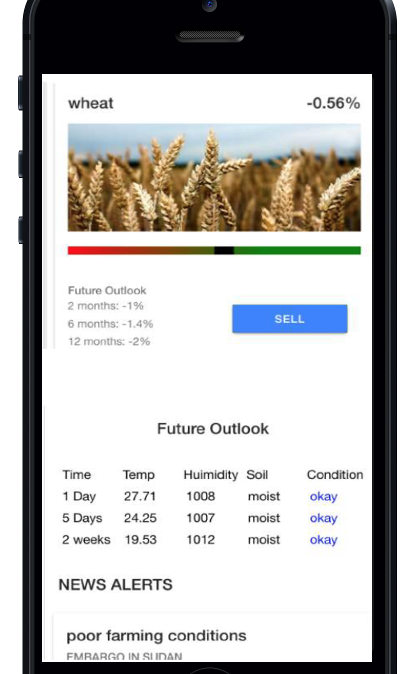 wheat -0.56%
Future Outlook
2 months: -1%
6 months: -1.4%
12 months: -2%
SELL
Future Outlook
Time Temp Huimidity Soil Condition
1 Day 27.71 1008 moist okay
5 Days 24.25 1007 moist okay
2 weeks 19.53 1012 moist okay
NEWS ALERTS
poor farming conditions
EMBARGO IN SUDAN